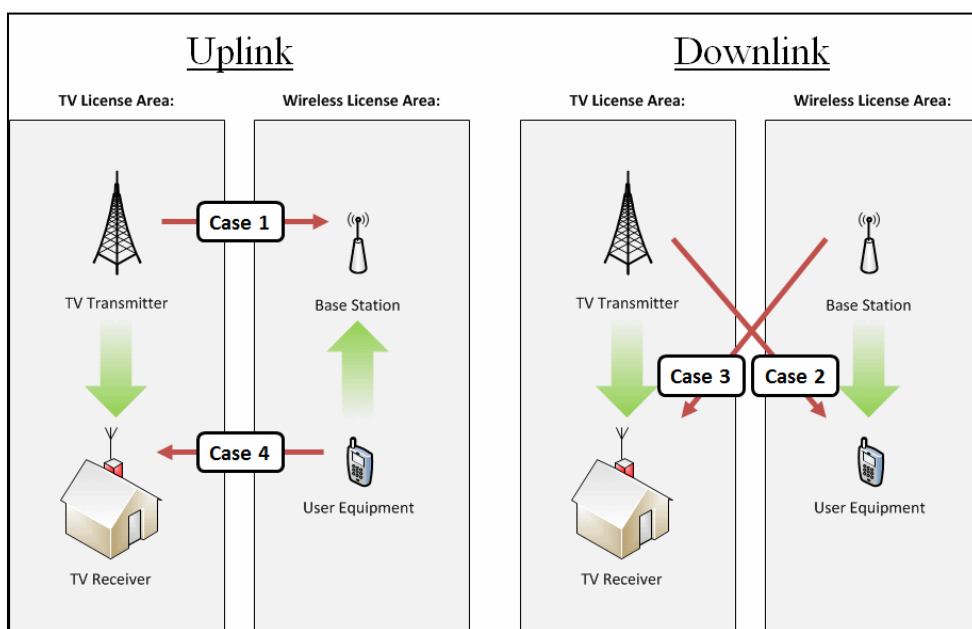 Uplink
Downlink
TV License Area:
Wireless License Area:
TV License Area:
Wireless License Area:
Case 1
TV Transmitter
Base Station
TV Transmitter
Base Station
Case 3
Case 2
Case 4
User Equipment
User Equipment
TV Receiver
TV Receiver